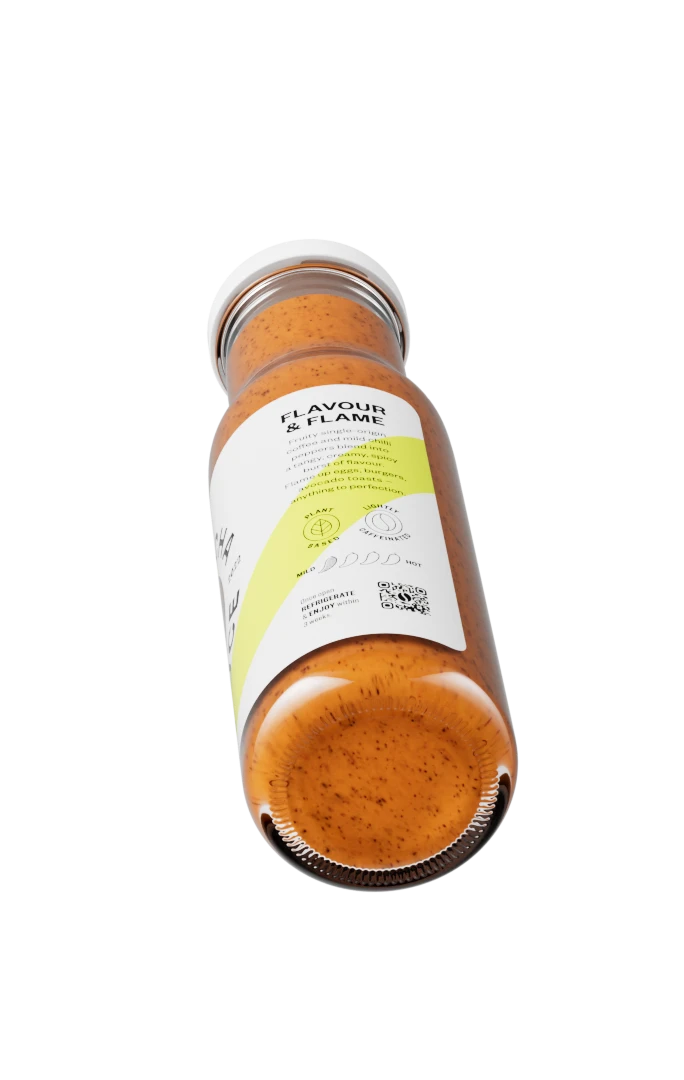 FLAVOUR
& FLAME
Fruity single-origin
coffee and mild chilli
peppers blend into
a tangy, creamy, spicy
burst of flavour.
Flame up eggs, burgers,
avocado toasts –
anything to perfection.
PLANT
BASED
LIGHTLY
CAFFEINATED
MILD
HOT
Once open
REFRIGERATE
& ENJOY within
3 weeks.